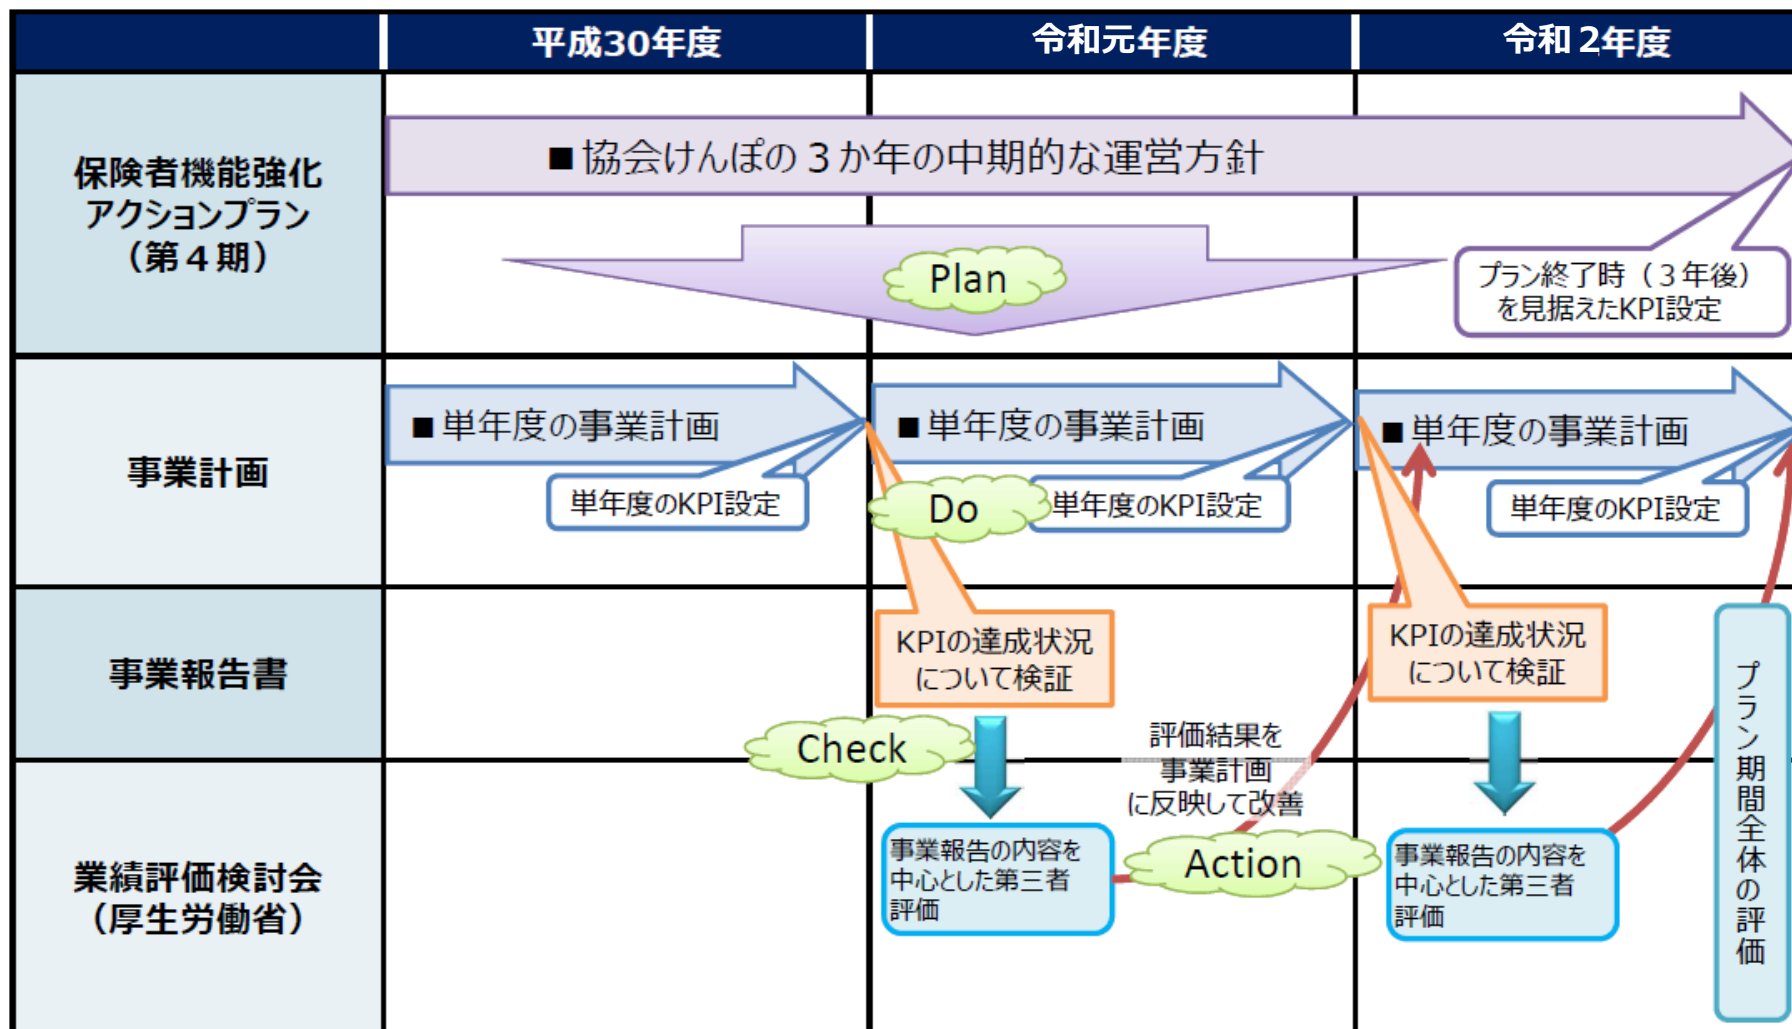 平成30年度
令和元年度
令和2年度
保険者機能強化
アクションプラン
（第４期）
■協会けんぽの３か年の中期的な運営方針
Plan
プラン終了時（３年後）
を見据えたKPI設定
事業計画
■単年度の事業計画
単年度のKPI設定
■単年度の事業計画
Do
単年度のKPI設定
■単年度の事業計画
単年度のKPI設定
事業報告書
KPIの達成状況
について検証
KPIの達成状況
について検証
Check
評価結果を
事業計画
に反映して改善
プラン期間全体の評価
業績評価検討会
（厚生労働省）
事業報告の内容を
中心とした第三者
評価
Action
事業報告の内容を
中心とした第三者
評価